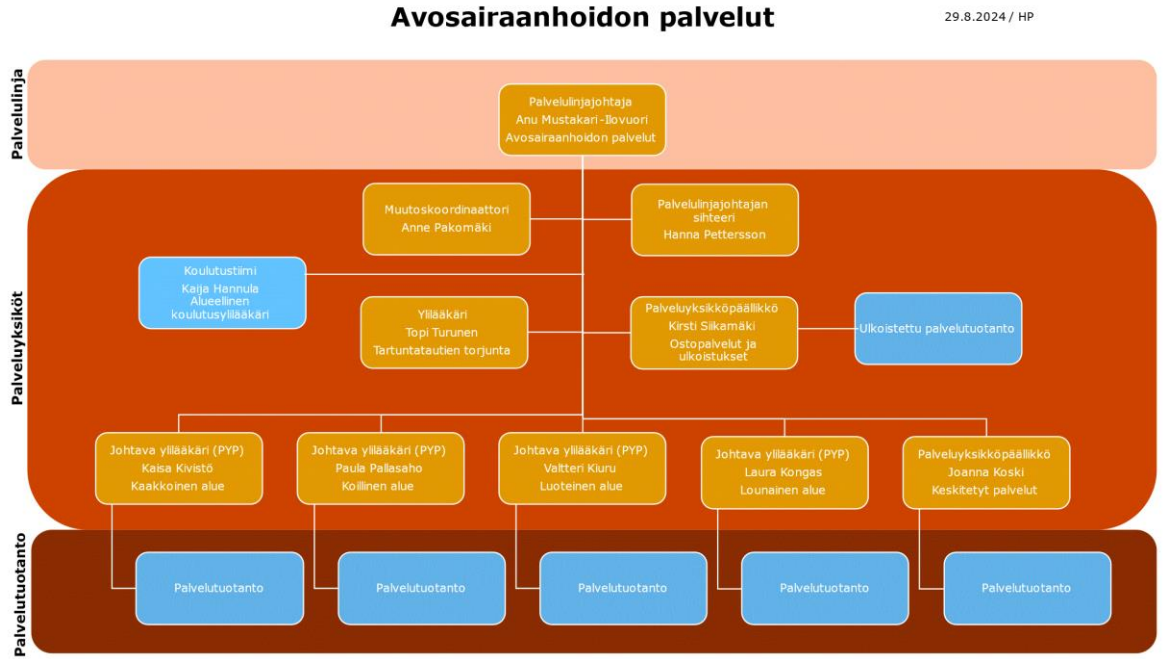 Avosairaanhoidon palvelut
29.8.2024 / HP
Palvelulinja
Palvelulinjajohtaja
Anu Mustakari-Ilovuori
Avosairaanhoidon palvelut
Palveluyksiköt
Muutoskoordinaattori
Anne Pakomäki
Palvelulinjajohtajan
sihteeri
Hanna Pettersson
Koulutustiimi
Kaija Hannula
Alueellinen
koulutusylilääkäri
Ylilääkäri
Topi Turunen
Tartuntatautien torjunta
Palveluyksikköpäällikkö
Kirsti Siikamäki
Ostopalvelut ja
ulkoistukset
Ulkoistettu palvelutuotanto
Johtava ylilääkäri (PYP)
Kaisa Kivistö
Kaakkoinen alue
Johtava ylilääkäri (PYP)
Paula Pallasaho
Koillinen alue
Johtava ylilääkäri (PYP)
Valtteri Kiuru
Luoteinen alue
Johtava ylilääkäri (PYP)
Laura Kongas
Lounainen alue
Palveluyksikköpäällikkö
Joanna Koski
Keskitetyt palvelut
Palvelutuotanto
Palvelutuotanto
Palvelutuotanto
Palvelutuotanto
Palvelutuotanto
Palvelutuotanto